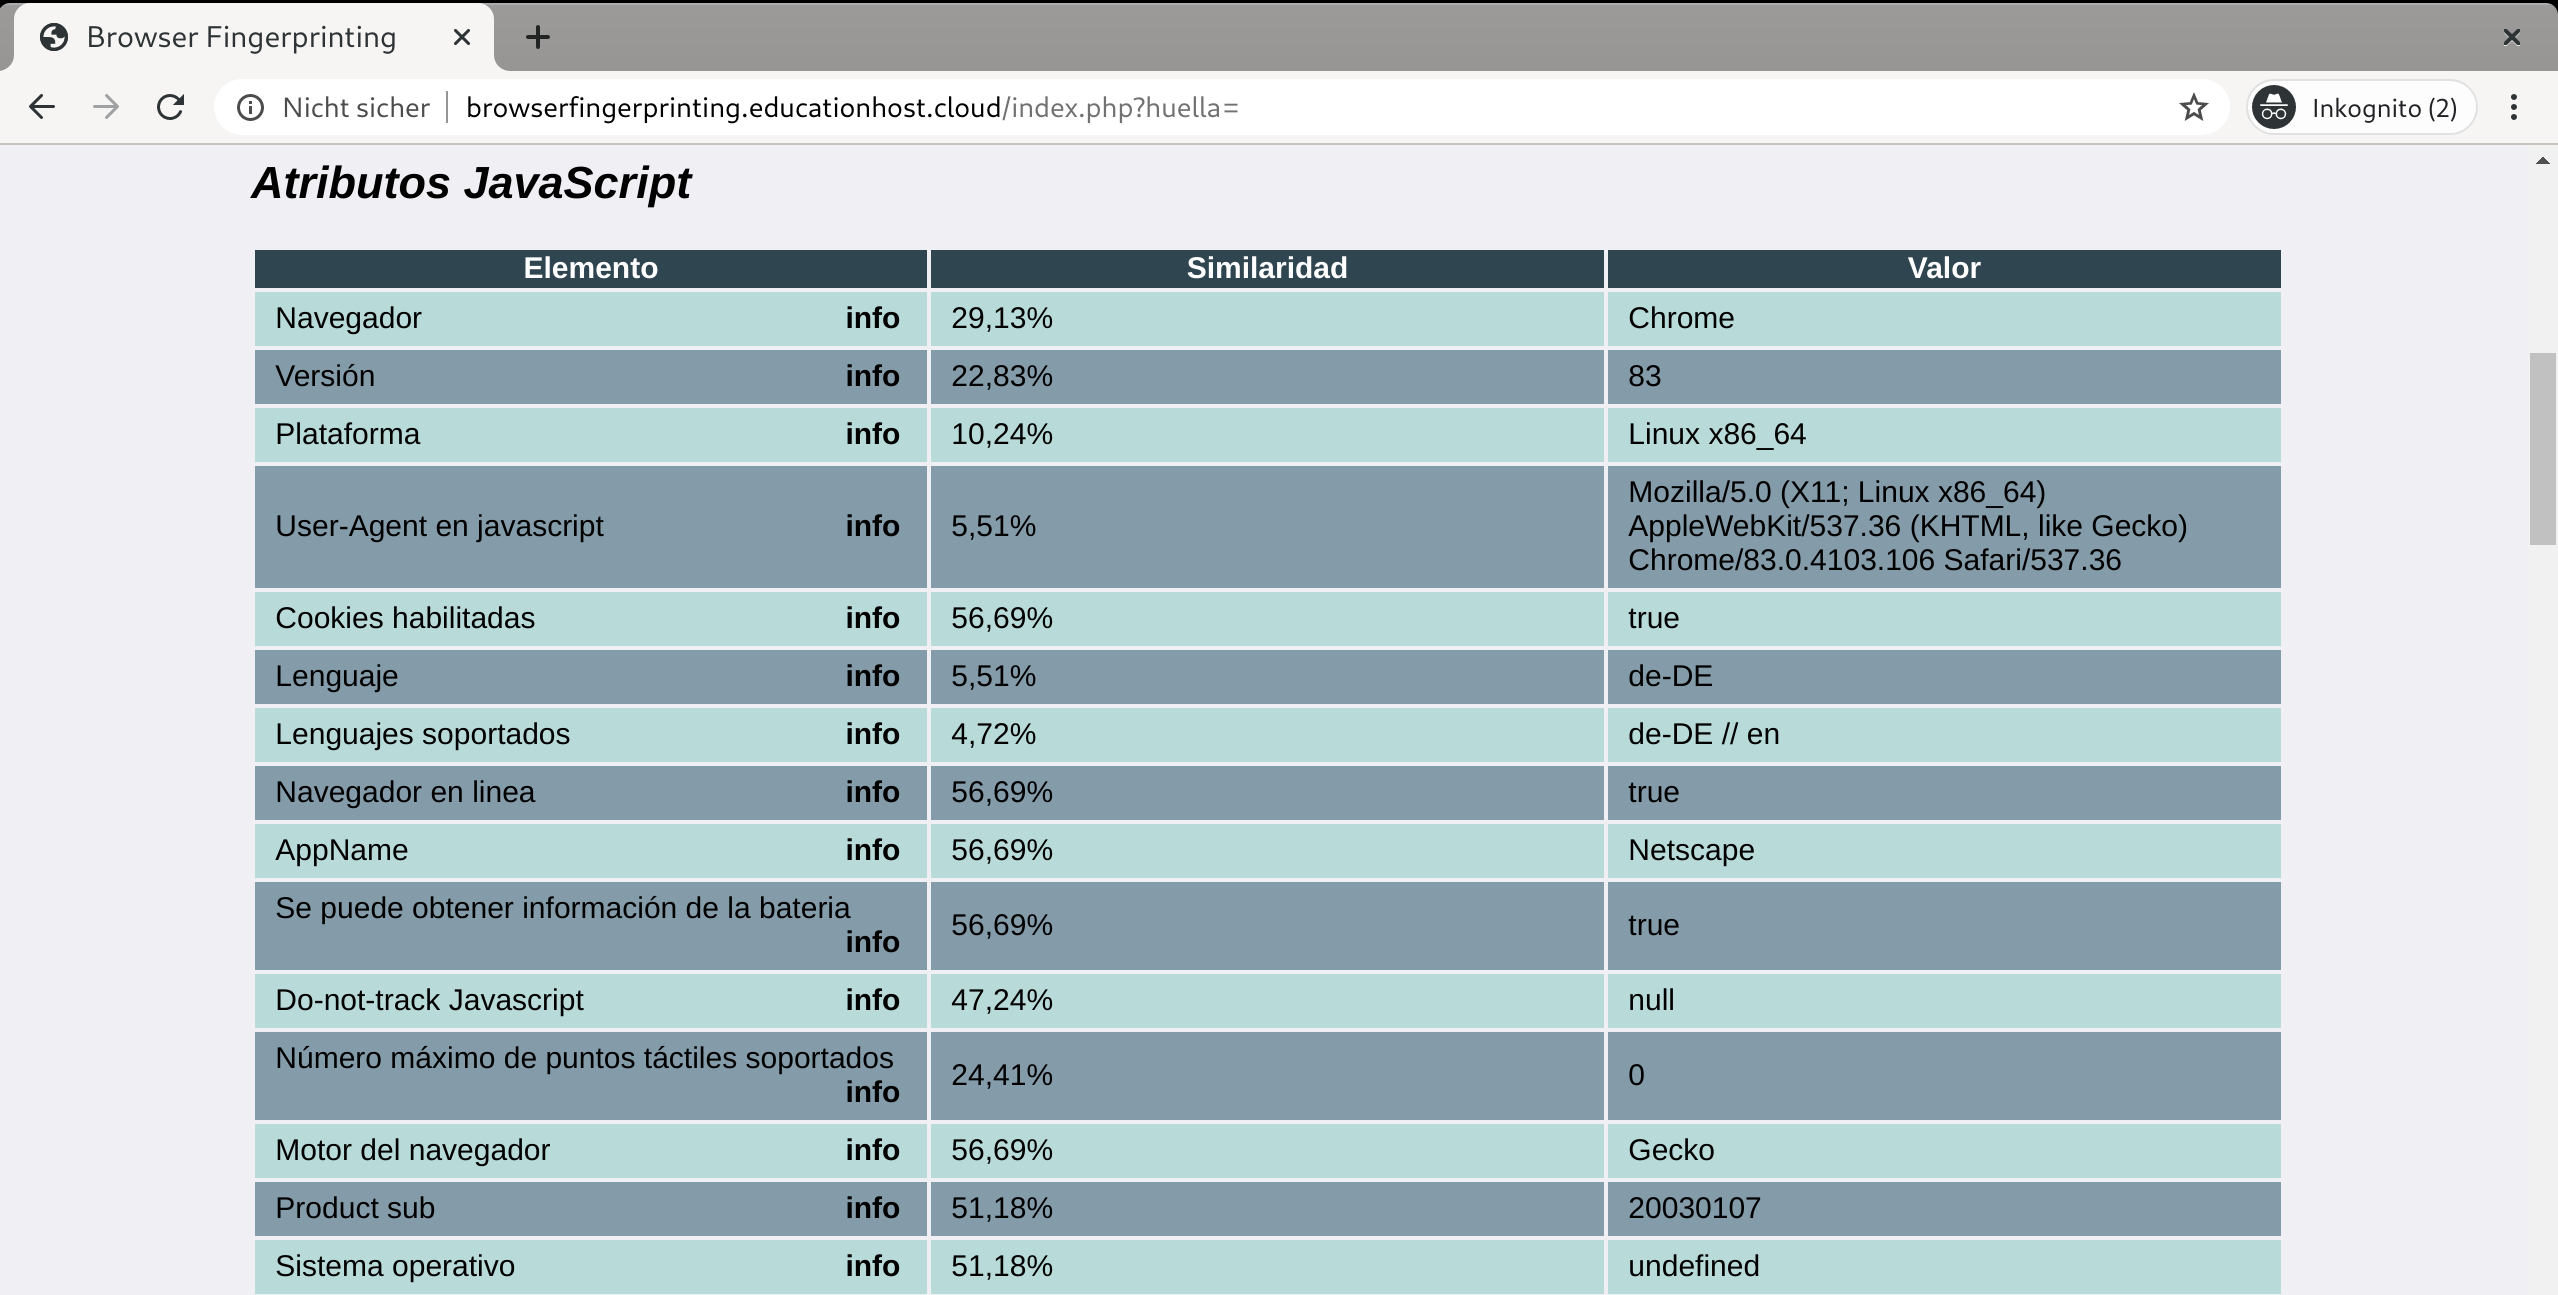 Browser Fingerprinting
Nicht sicher browserfingerprinting.educationhost.cloud/index.php?huella= Inkognito (2)
Atributos JavaScript
Elemento Similaridad Valor
Navegador info 29,13% Chrome
Versión info 22,83% 83
Plataforma info 10,24% Linux x86_64
User-Agent en javascript info 5,51% Mozilla/5.0 (X11; Linux x86_64)
AppleWebKit/537.36 (KHTML, like Gecko)
Chrome/83.0.4103.106 Safari/537.36
Cookies habilitadas info 56,69% true
Lenguaje info 5,51% de-DE
Lenguajes soportados info 4,72% de-DE // en
Navegador en linea info 56,69% true
AppName info 56,69% Netscape
Se puede obtener información de la bateria
info 56,69% true
Do-not-track Javascript info 47,24% null
Número máximo de puntos táctiles soportados
info 24,41% 0
Motor del navegador info 56,69% Gecko
Product sub info 51,18% 20030107
Sistema operativo info 51,18% undefined